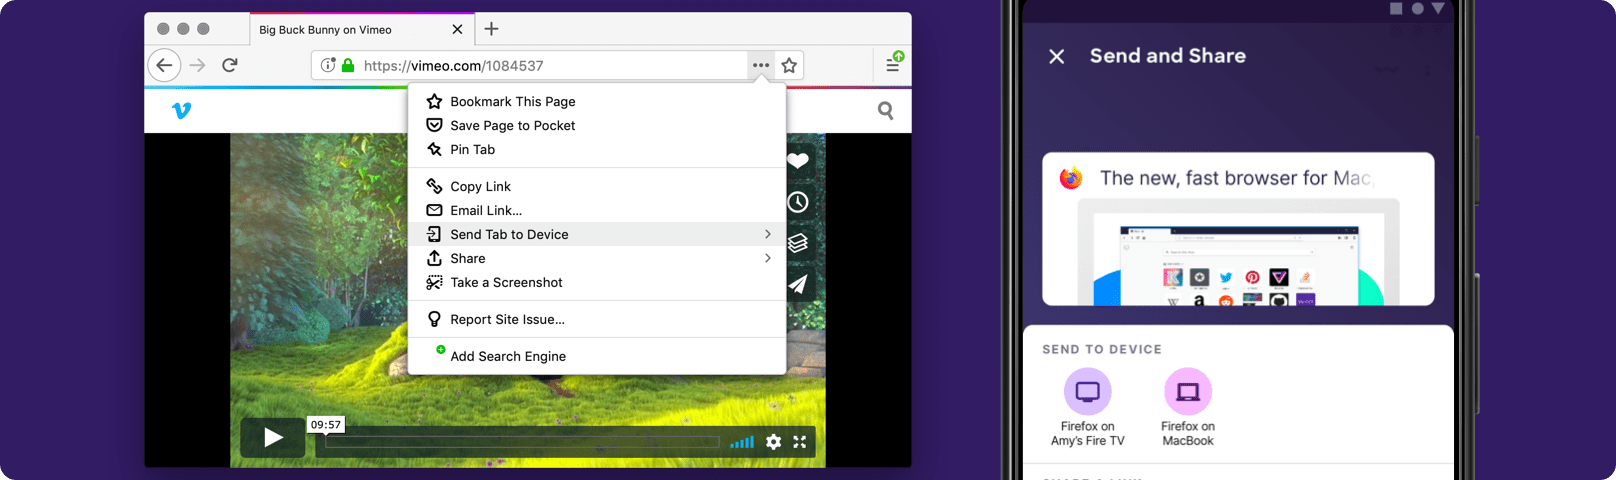 Big Buck Bunny on Vimeo
https://vimeo.com/1084537
Bookmark This Page
Save Page to Pocket
Pin Tab
Copy Link
Email Link...
Send Tab to Device
Share
Take a Screenshot
Report Site Issue...
Add Search Engine
09:57
Send and Share
The new, fast browser for Mac,
SEND TO DEVICE
Firefox on
Amy's Fire TV
Firefox on
MacBook